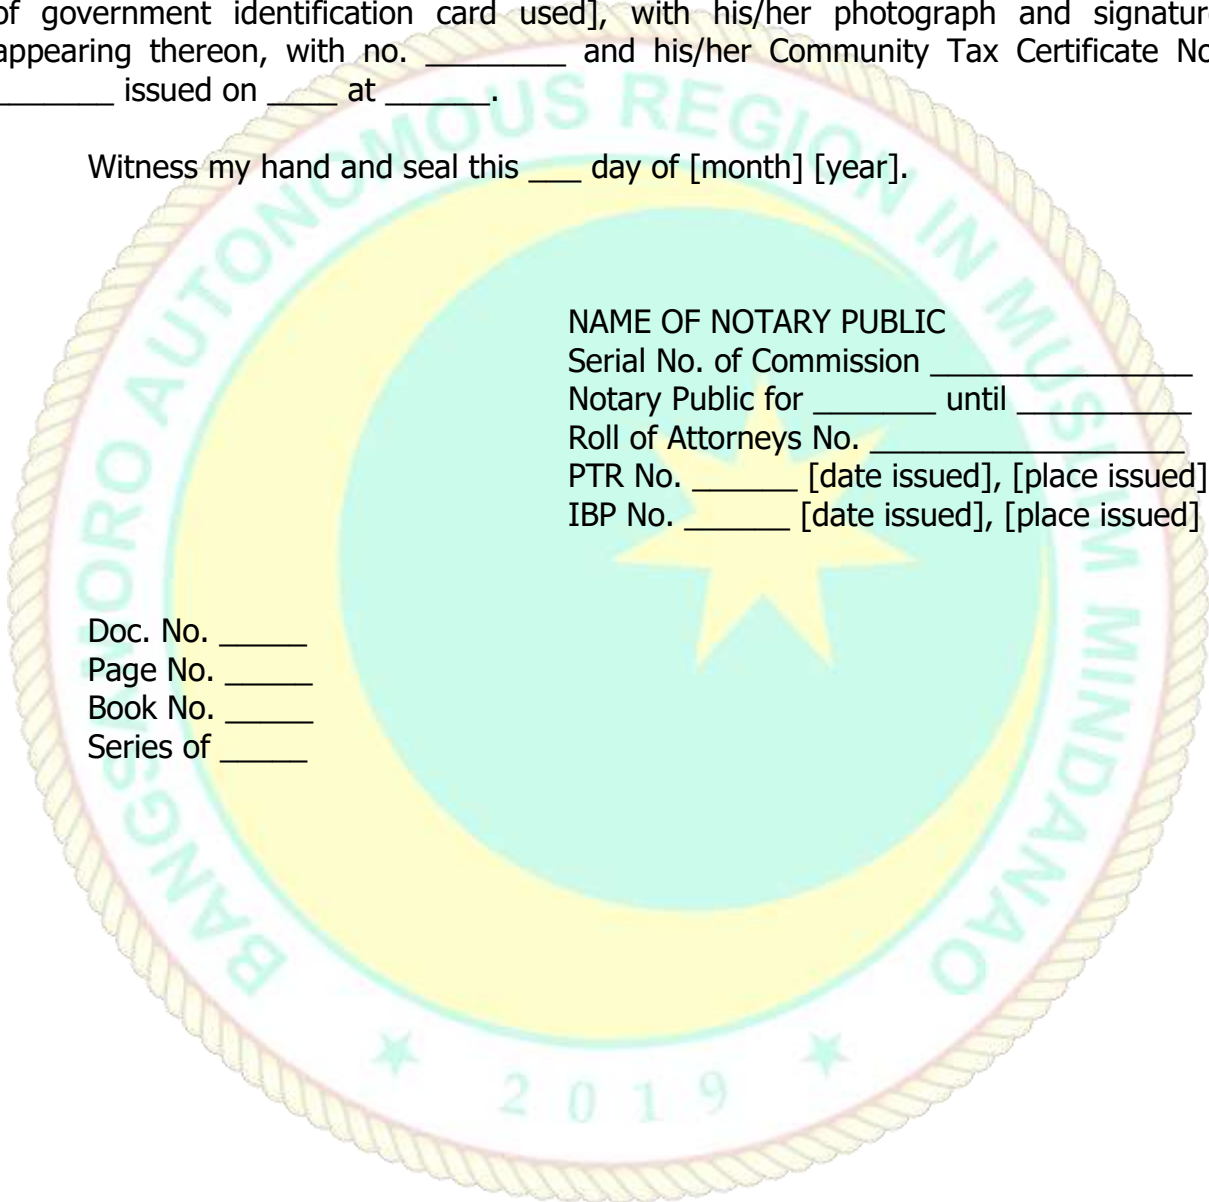 of government identification card used], with his/her photograph and signature
appearing thereon, with no. ________ and his/her Community Tax Certificate No
_______ issued on ____ at ______.
Witness my hand and seal this ___ day of [month] [year].
NAME OF NOTARY PUBLIC
Serial No. of Commission _______________
Notary Public for _______ until __________
Roll of Attorneys No. __________________
PTR No. ______ [date issued], [place issued]
IBP No. ______ [date issued], [place issued]
Doc. No. _____
Page No. _____
Book No. _____
Series of _____
BANGSAMORO AUTONOMOUS REGION IN MUSLIM MINDANAO
2019